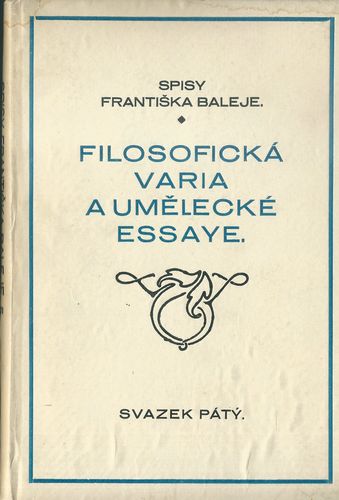 SPISY
FRANTIŠKA BALEJE.
FILOSOFICKÁ
VARIA
A UMĚLECKÉ
ESSAYE.
SVAZEK PÁTÝ.